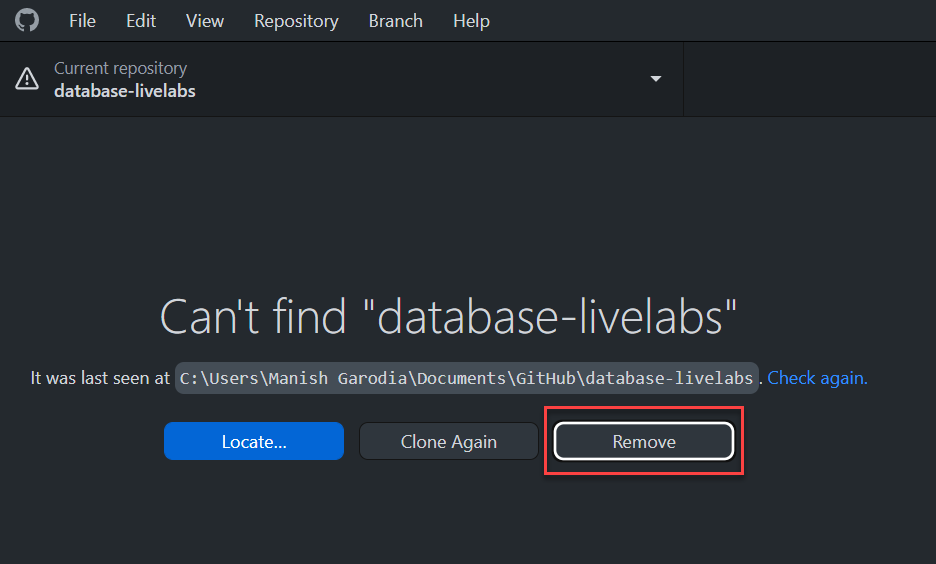 File Edit View Repository Branch Help
Current repository
database-livelabs
Can't find "database-livelabs"
It was last seen at C:\Users\Manish Garodia\Documents\GitHub\database-livelabs. Check again.
Locate... Clone Again Remove